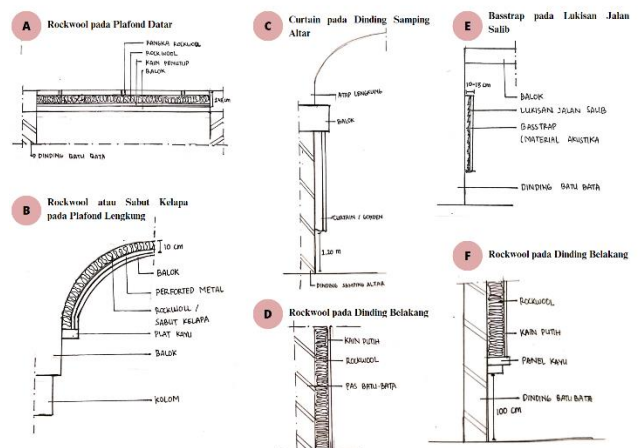 A
Rockwool pada Plafond Datar
RANGKA ROCKWOOL
ROCKWOOL
KAIN PENUTUP
BALOK
DINDING BATU BATA
B
Rockwool atau Sabut Kelapa
pada Plafond Lengkung
10 cm
BALOK
PERFORTED METAL
ROCKWOLL /
SABUT KELAPA
PLAT KAYU
BALOK
KOLOM
C
Curtain pada Dinding Samping
Altar
ATAP LENGKUNG
BALOK
CURTAIN / GORDEN
1.20 m
DINDING SAMPING ALTAR
D
Rockwool pada Dinding Belakang
KAIN PUTIH
ROCKWOOL
PAS BATU-BATA
E
Basstrap pada Lukisan Jalan
Salib
10-15 cm
BALOK
LUKISAN JALAN SALIB
BASSTRAP
(MATERIAL AKUSTIKA
DINDING BATU BATA
F
Rockwool pada Dinding Belakang
ROCKWOOL
KAIN PUTIH
PANEL KAYU
DINDING BATU BATA
100 cm